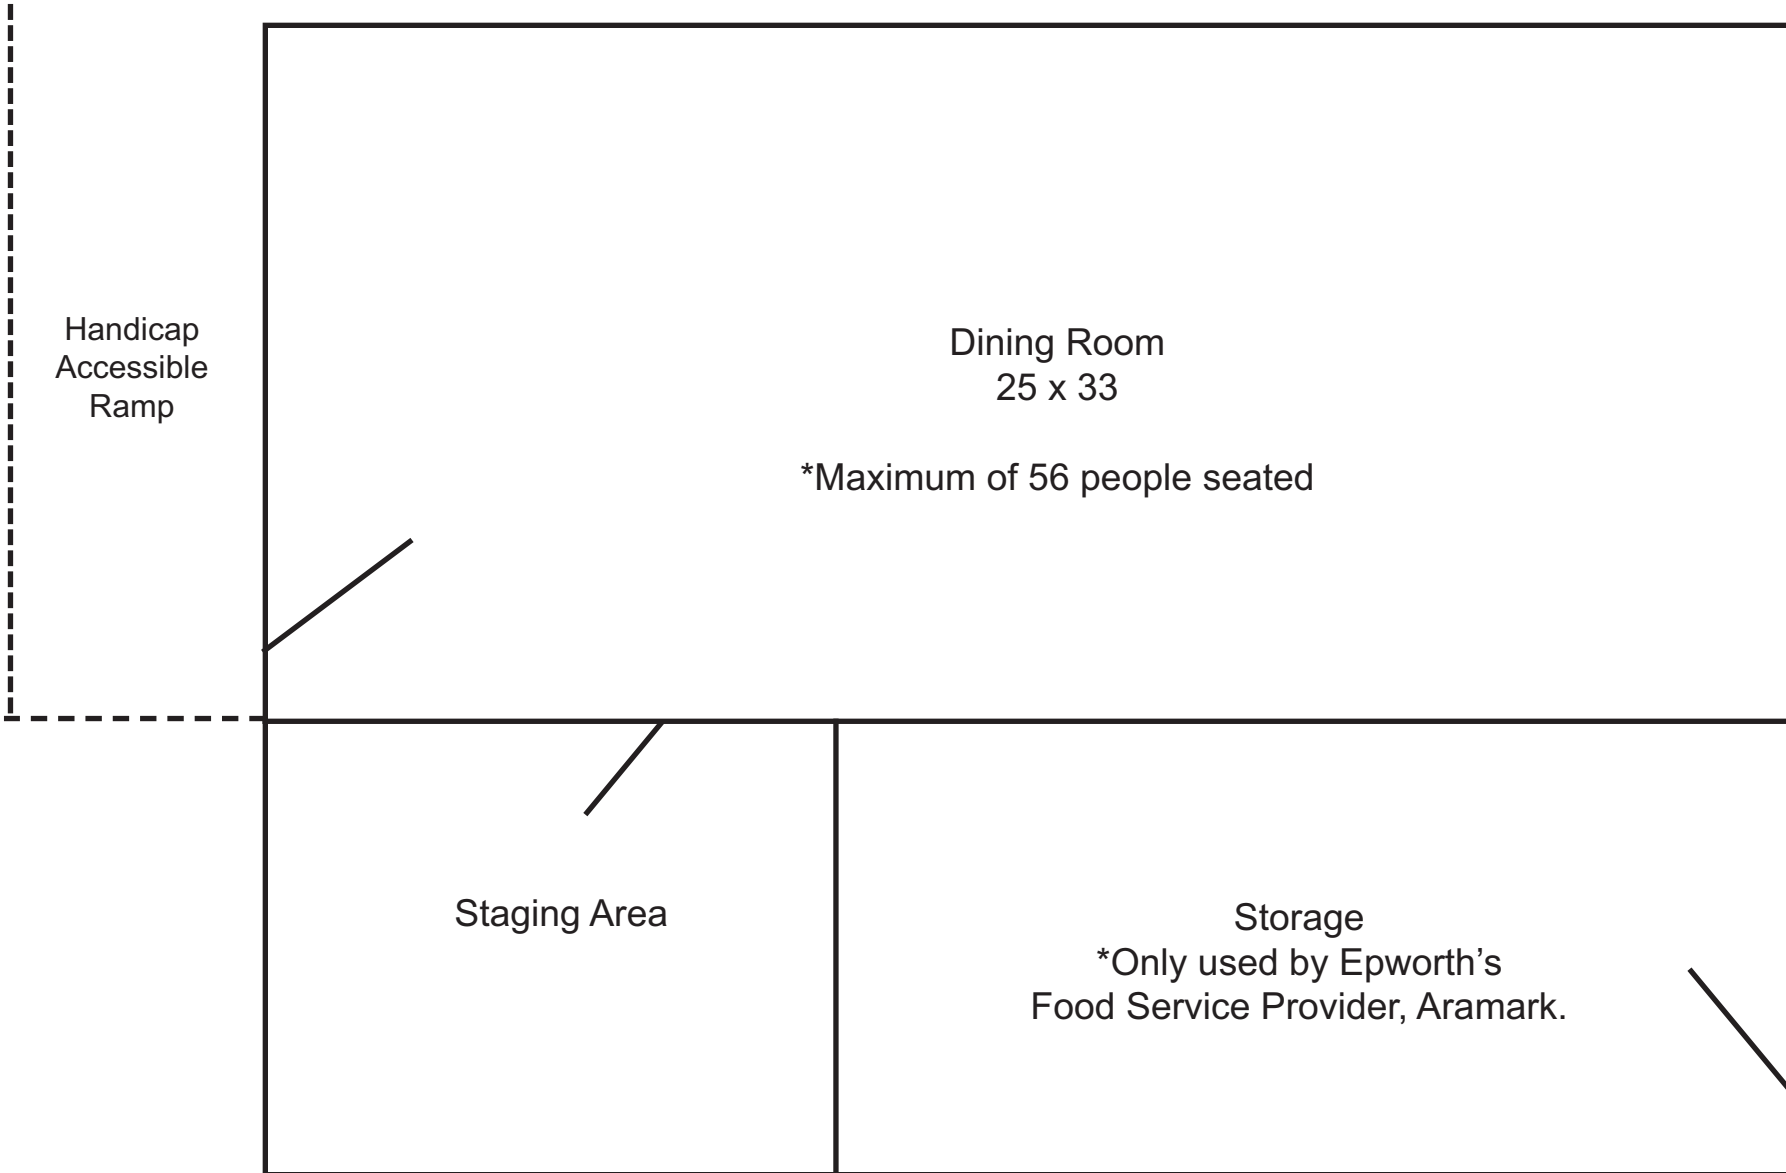 Handicap
Accessible
Ramp
Dining Room
25 x 33
*Maximum of 56 people seated
Staging Area
Storage
*Only used by Epworth’s
Food Service Provider, Aramark.